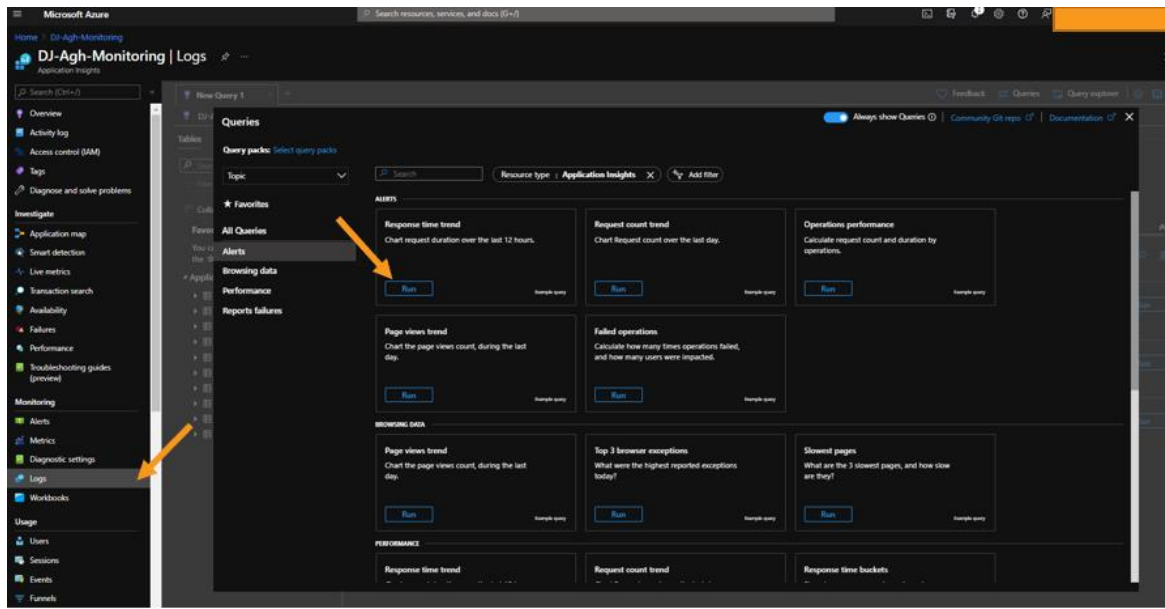 Microsoft Azure
Search resources, services, and docs (G+/)
Home > DJ-Agh-Monitoring
DJ-Agh-Monitoring | Logs
Application Insights
Search (Ctrl+/)
Overview
Activity log
Access control (IAM)
Tags
Diagnose and solve problems
Investigate
Application map
Smart detection
Live metrics
Transaction search
Availability
Failures
Performance
Troubleshooting guides
(preview)
Monitoring
Alerts
Metrics
Diagnostic settings
Logs
Workbooks
Usage
Users
Sessions
Events
Funnels
New Query 1
Feedback
Queries
Query explorer
Tables
Queries
Always show Queries
Community Git repo
Documentation
Query packs: Select query packs
Topic
Search
Resource type : Application Insights X
Add filter
Favorites
All Queries
Alerts
Browsing data
Performance
Reports failures
ALERTS
Response time trend
Chart request duration over the last 12 hours.
Run
Example query
Request count trend
Chart Request count over the last day.
Run
Example query
Operations performance
Calculate request count and duration by
operations.
Run
Example query
Page views trend
Chart the page views count, during the last
day.
Run
Example query
Failed operations
Calculate how many times operations failed,
and how many users were impacted.
Run
Example query
BROWSING DATA
Page views trend
Chart the page views count, during the last
day.
Run
Example query
Top 3 browser exceptions
What were the highest reported exceptions
today?
Run
Example query
Slowest pages
What are the 3 slowest pages, and how slow
are they?
Run
Example query
PERFORMANCE
Response time trend
Request count trend
Response time buckets